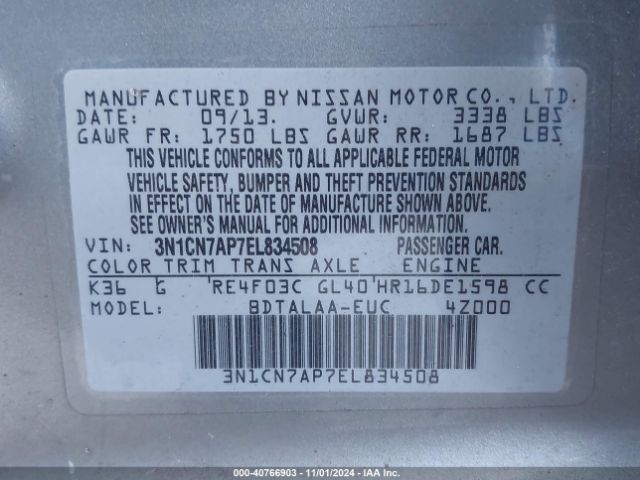 MANUFACTURED BY NISSAN MOTOR CO., LTD.
DATE: 09/13. GVWR: 3338 LBS
GAWR FR: 1750 LBS GAWR RR: 1687 LBS
THIS VEHICLE CONFORMS TO ALL APPLICABLE FEDERAL MOTOR
VEHICLE SAFETY, BUMPER AND THEFT PREVENTION STANDARDS
IN EFFECT ON THE DATE OF MANUFACTURE SHOWN ABOVE.
SEE OWNER'S MANUAL FOR ADDITIONAL INFORMATION.
VIN: 3N1CN7AP7EL834508 PASSENGER CAR.
COLOR TRIM TRANS AXLE ENGINE
K36 G RE4F03C GL40 HR16DE1598 CC
BDTALAA-EUC 4Z000
3N1CN7AP7EL834508
000-40766903 - 11/01/2024 - IAA Inc.